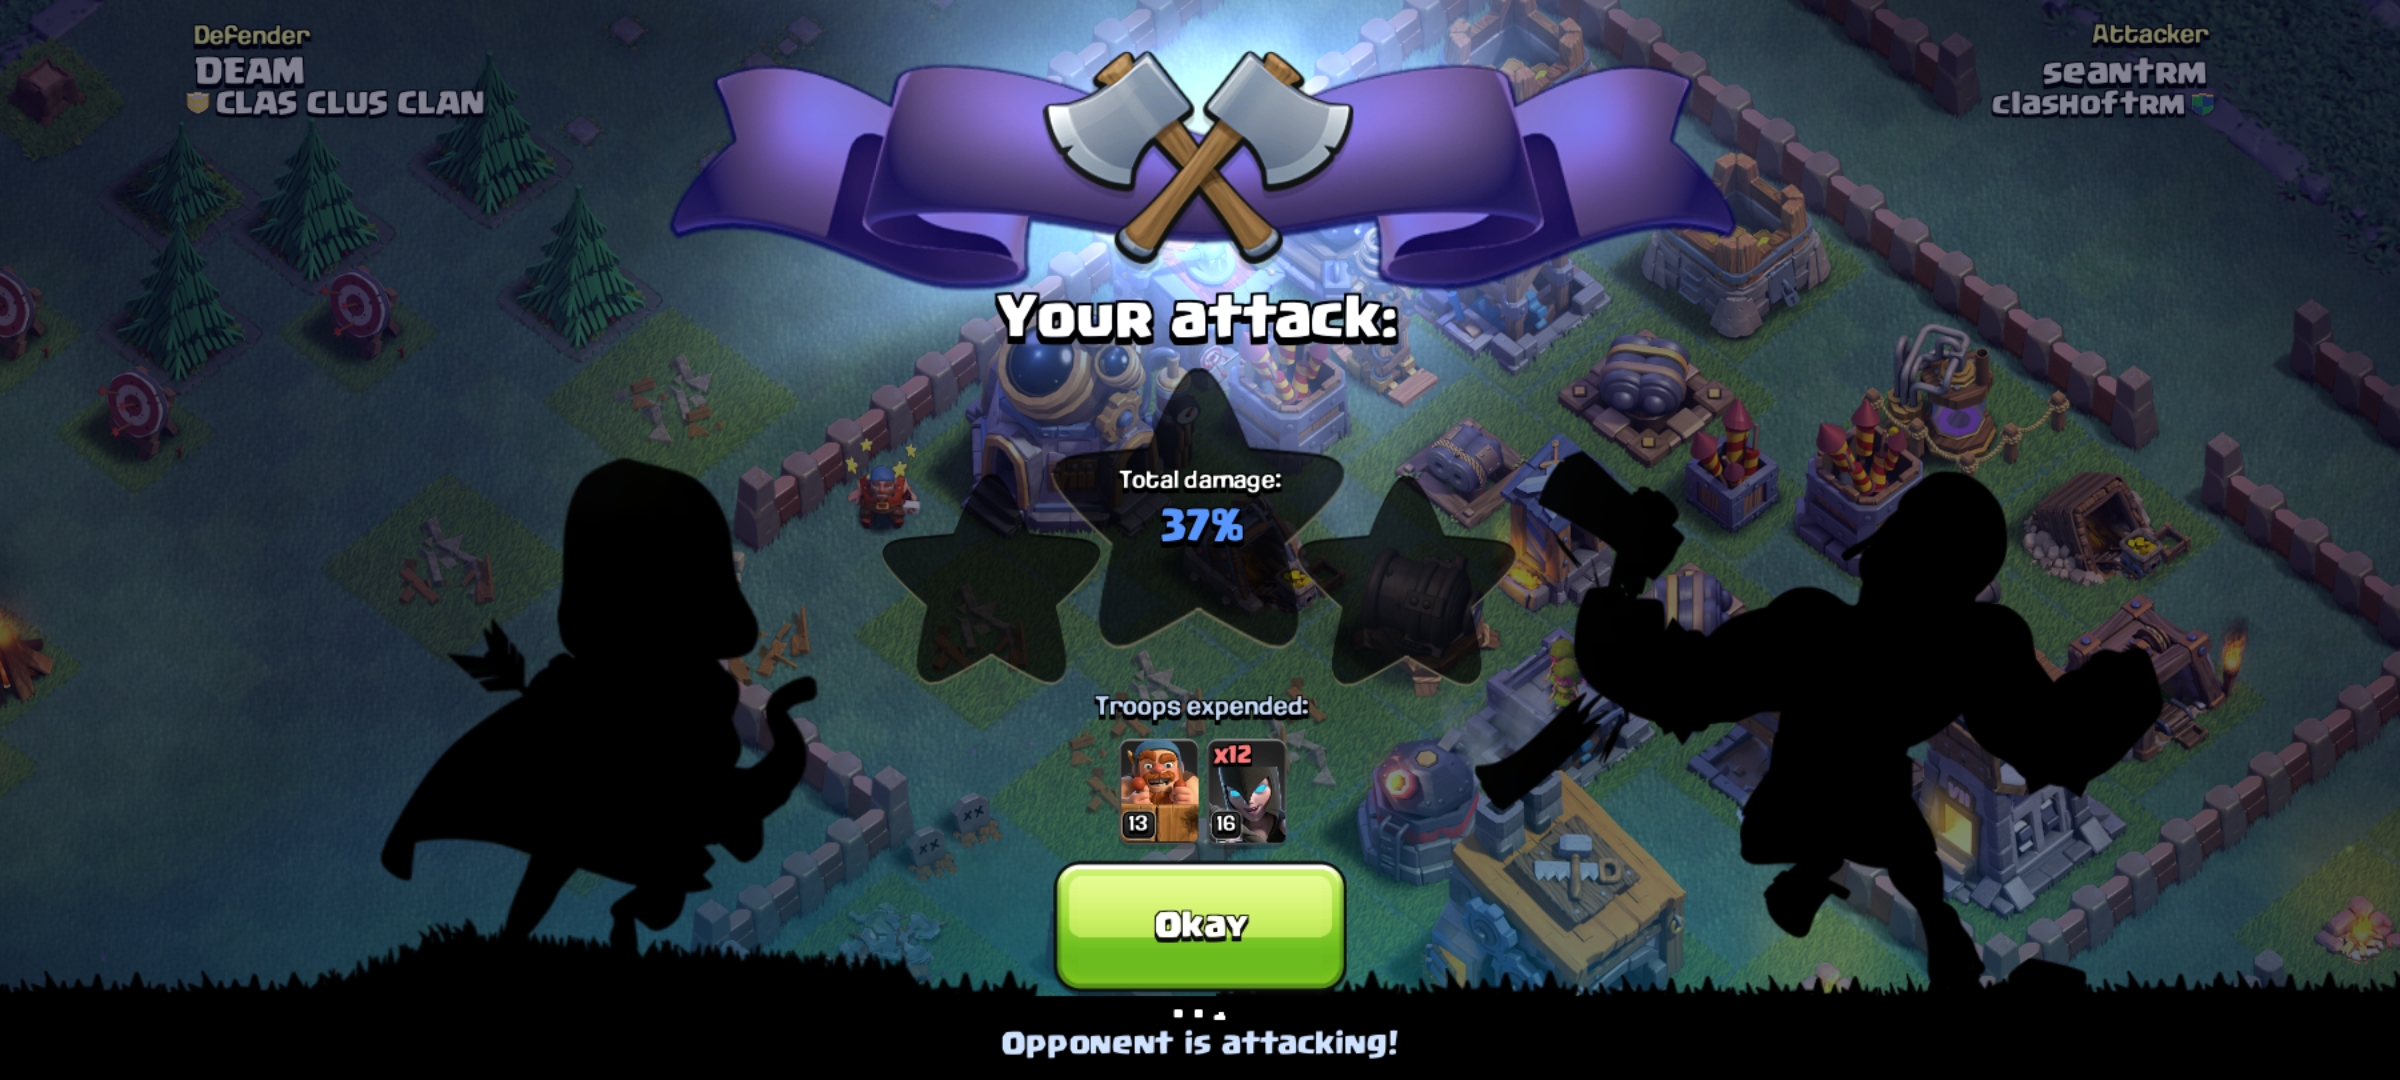 Defender
DEAM
CLAS CLUS CLAN
Attacker
seantRM
clashoftRM
Your attack:
Total damage:
37%
Troops expended:
x12
13
16
Okay
Opponent is attacking!